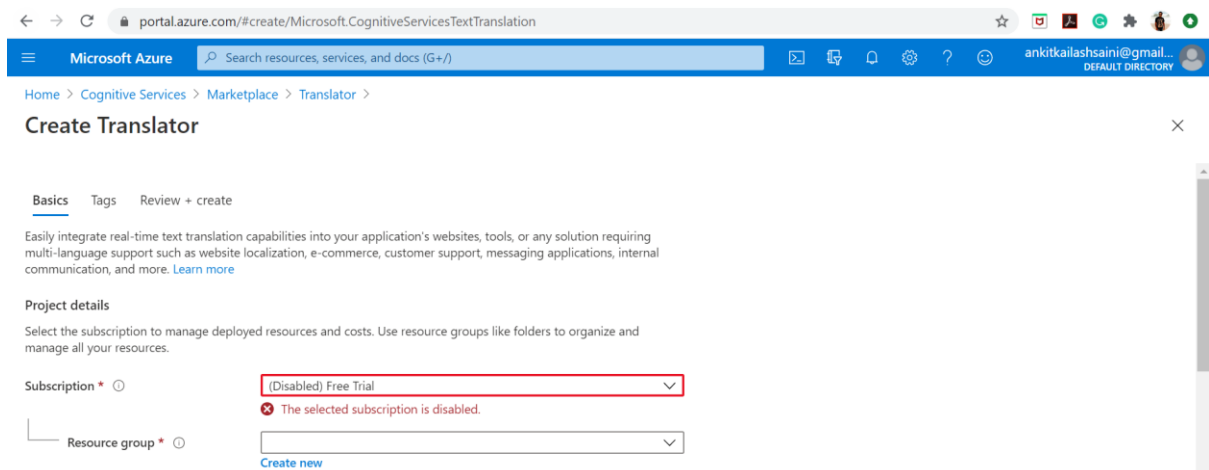 portal.azure.com/#create/Microsoft.CognitiveServicesTextTranslation
Microsoft Azure
Search resources, services, and docs (G+/)
ankitkailashsaini@gmail...
DEFAULT DIRECTORY
Home > Cognitive Services > Marketplace > Translator >
Create Translator
Basics Tags Review + create
Easily integrate real-time text translation capabilities into your application's websites, tools, or any solution requiring
multi-language support such as website localization, e-commerce, customer support, messaging applications, internal
communication, and more. Learn more
Project details
Select the subscription to manage deployed resources and costs. Use resource groups like folders to organize and
manage all your resources.
Subscription *
(Disabled) Free Trial
The selected subscription is disabled.
Resource group *
Create new